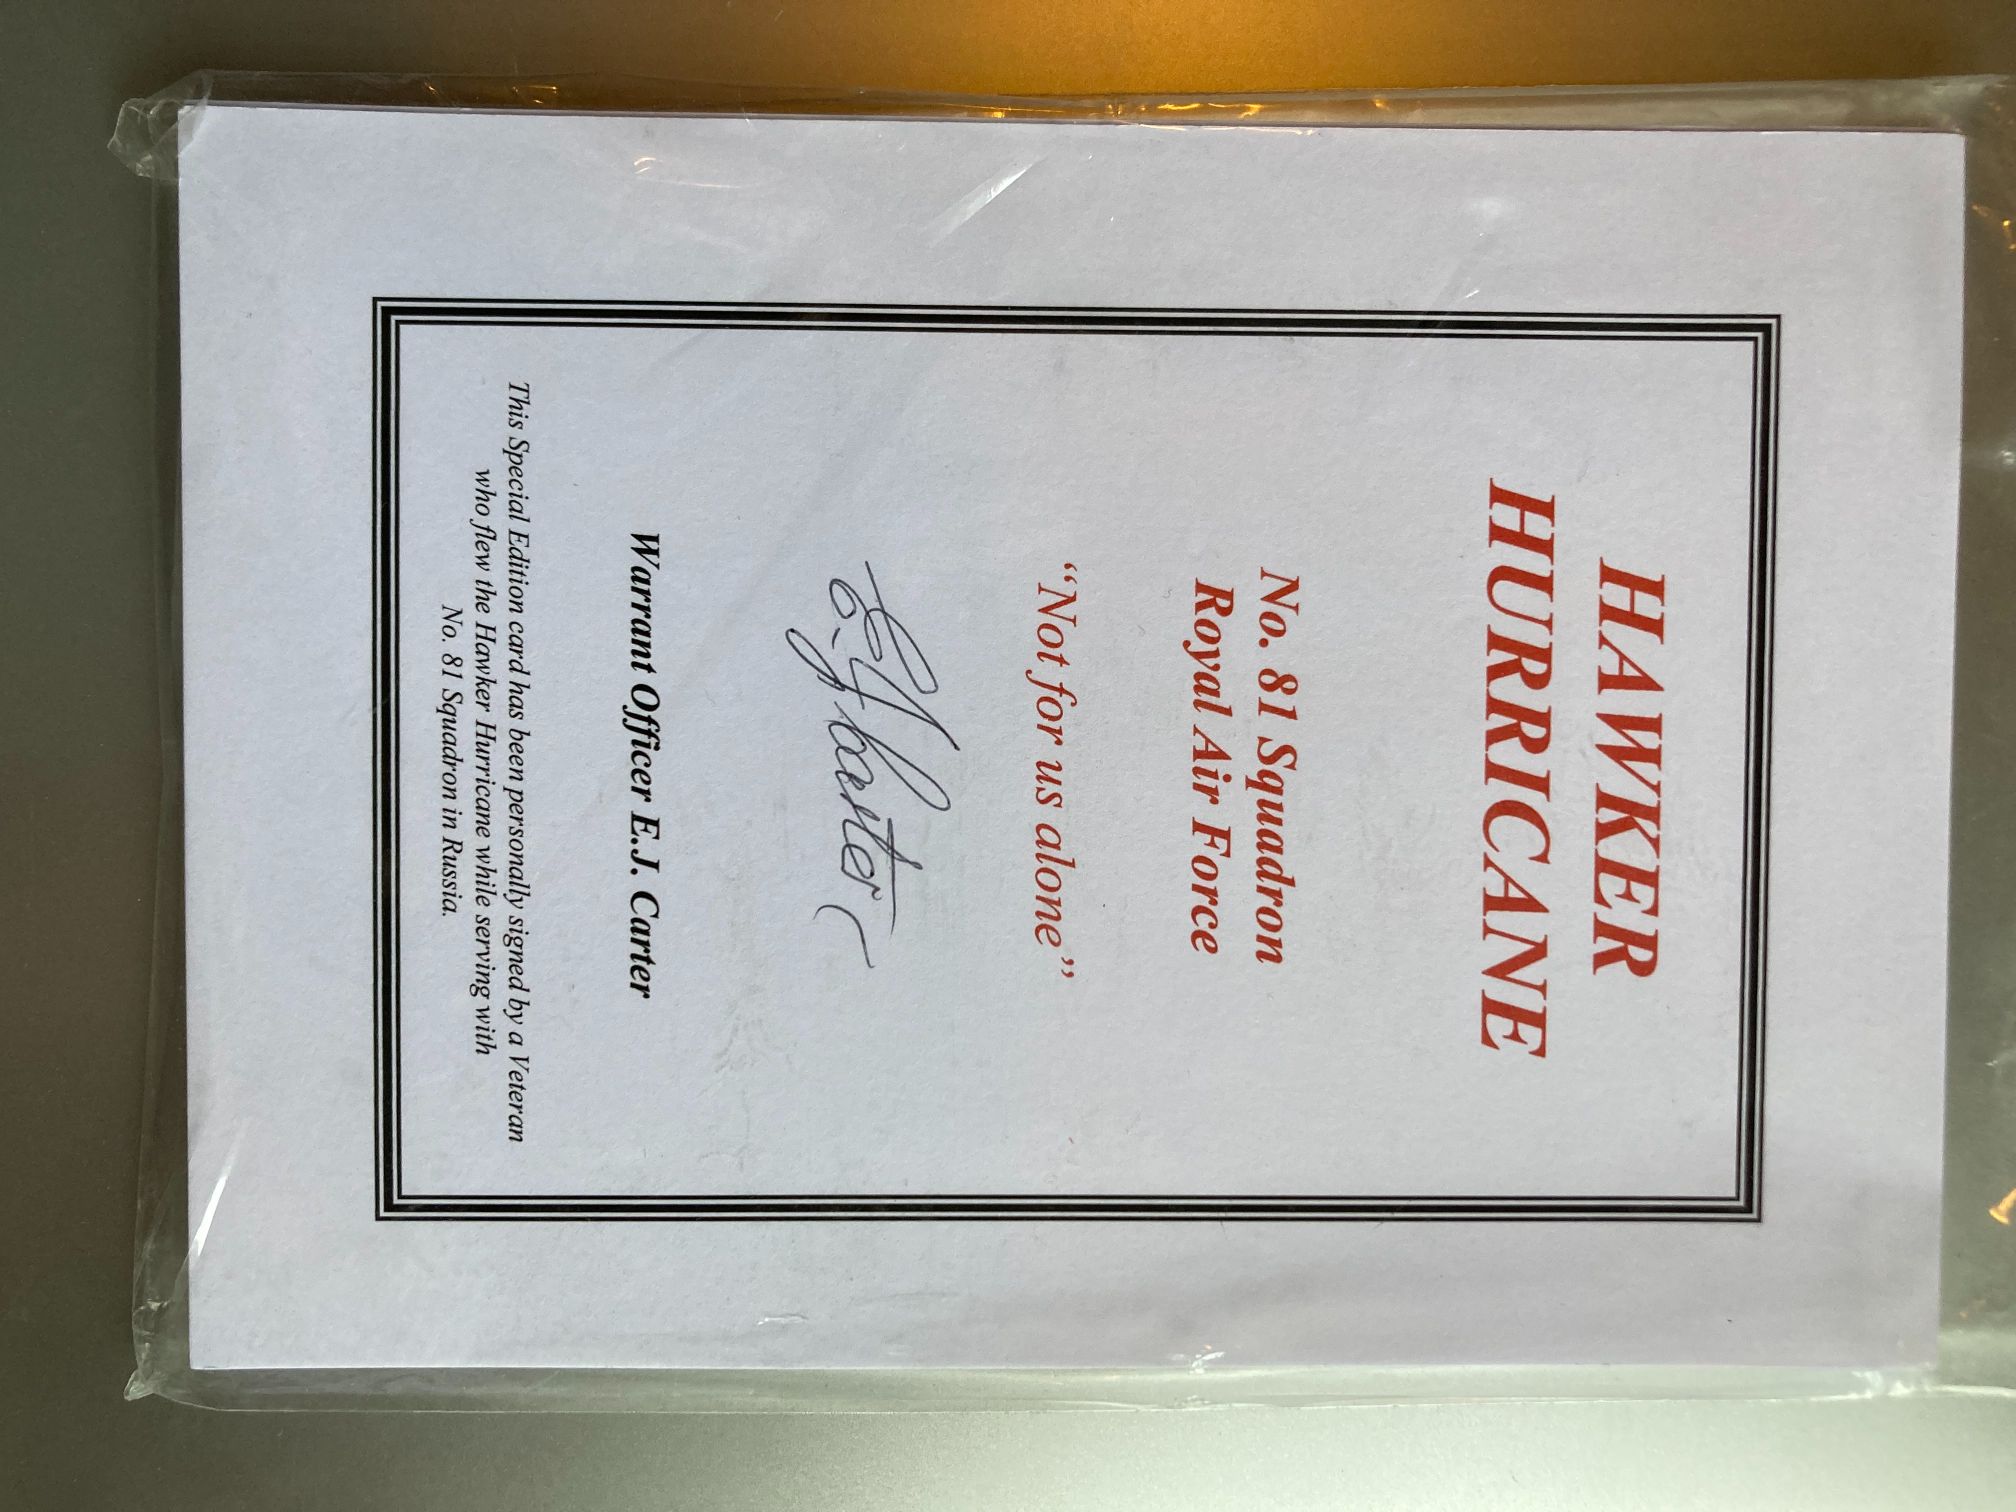 HAWKER
HURRICANE
No. 81 Squadron
Royal Air Force
“Not for us alone”
E.J Carter
Warrant Officer E.J. Carter
This Special Edition card has been personally signed by a Veteran
who flew the Hawker Hurricane while serving with
No. 81 Squadron in Russia.